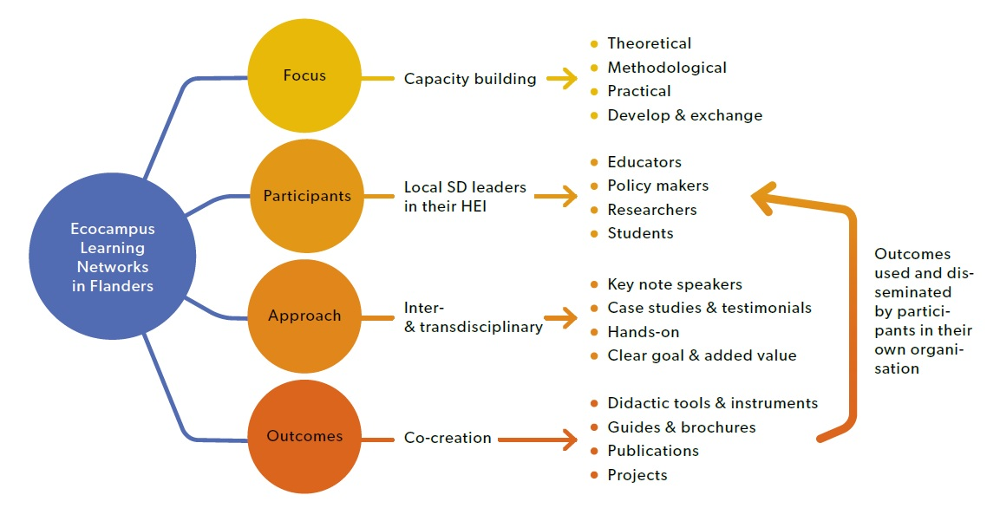 Ecocampus
Learning
Networks
in Flanders
Focus
Capacity building
Theoretical
Methodological
Practical
Develop & exchange
Participants
Local SD leaders
in their HEI
Educators
Policy makers
Researchers
Students
Approach
Inter-
& transdisciplinary
Key note speakers
Case studies & testimonials
Hands-on
Clear goal & added value
Outcomes
Co-creation
Didactic tools & instruments
Guides & brochures
Publications
Projects
Outcomes
used and dis-
seminated
by partici-
pants in their
own organi-
sation